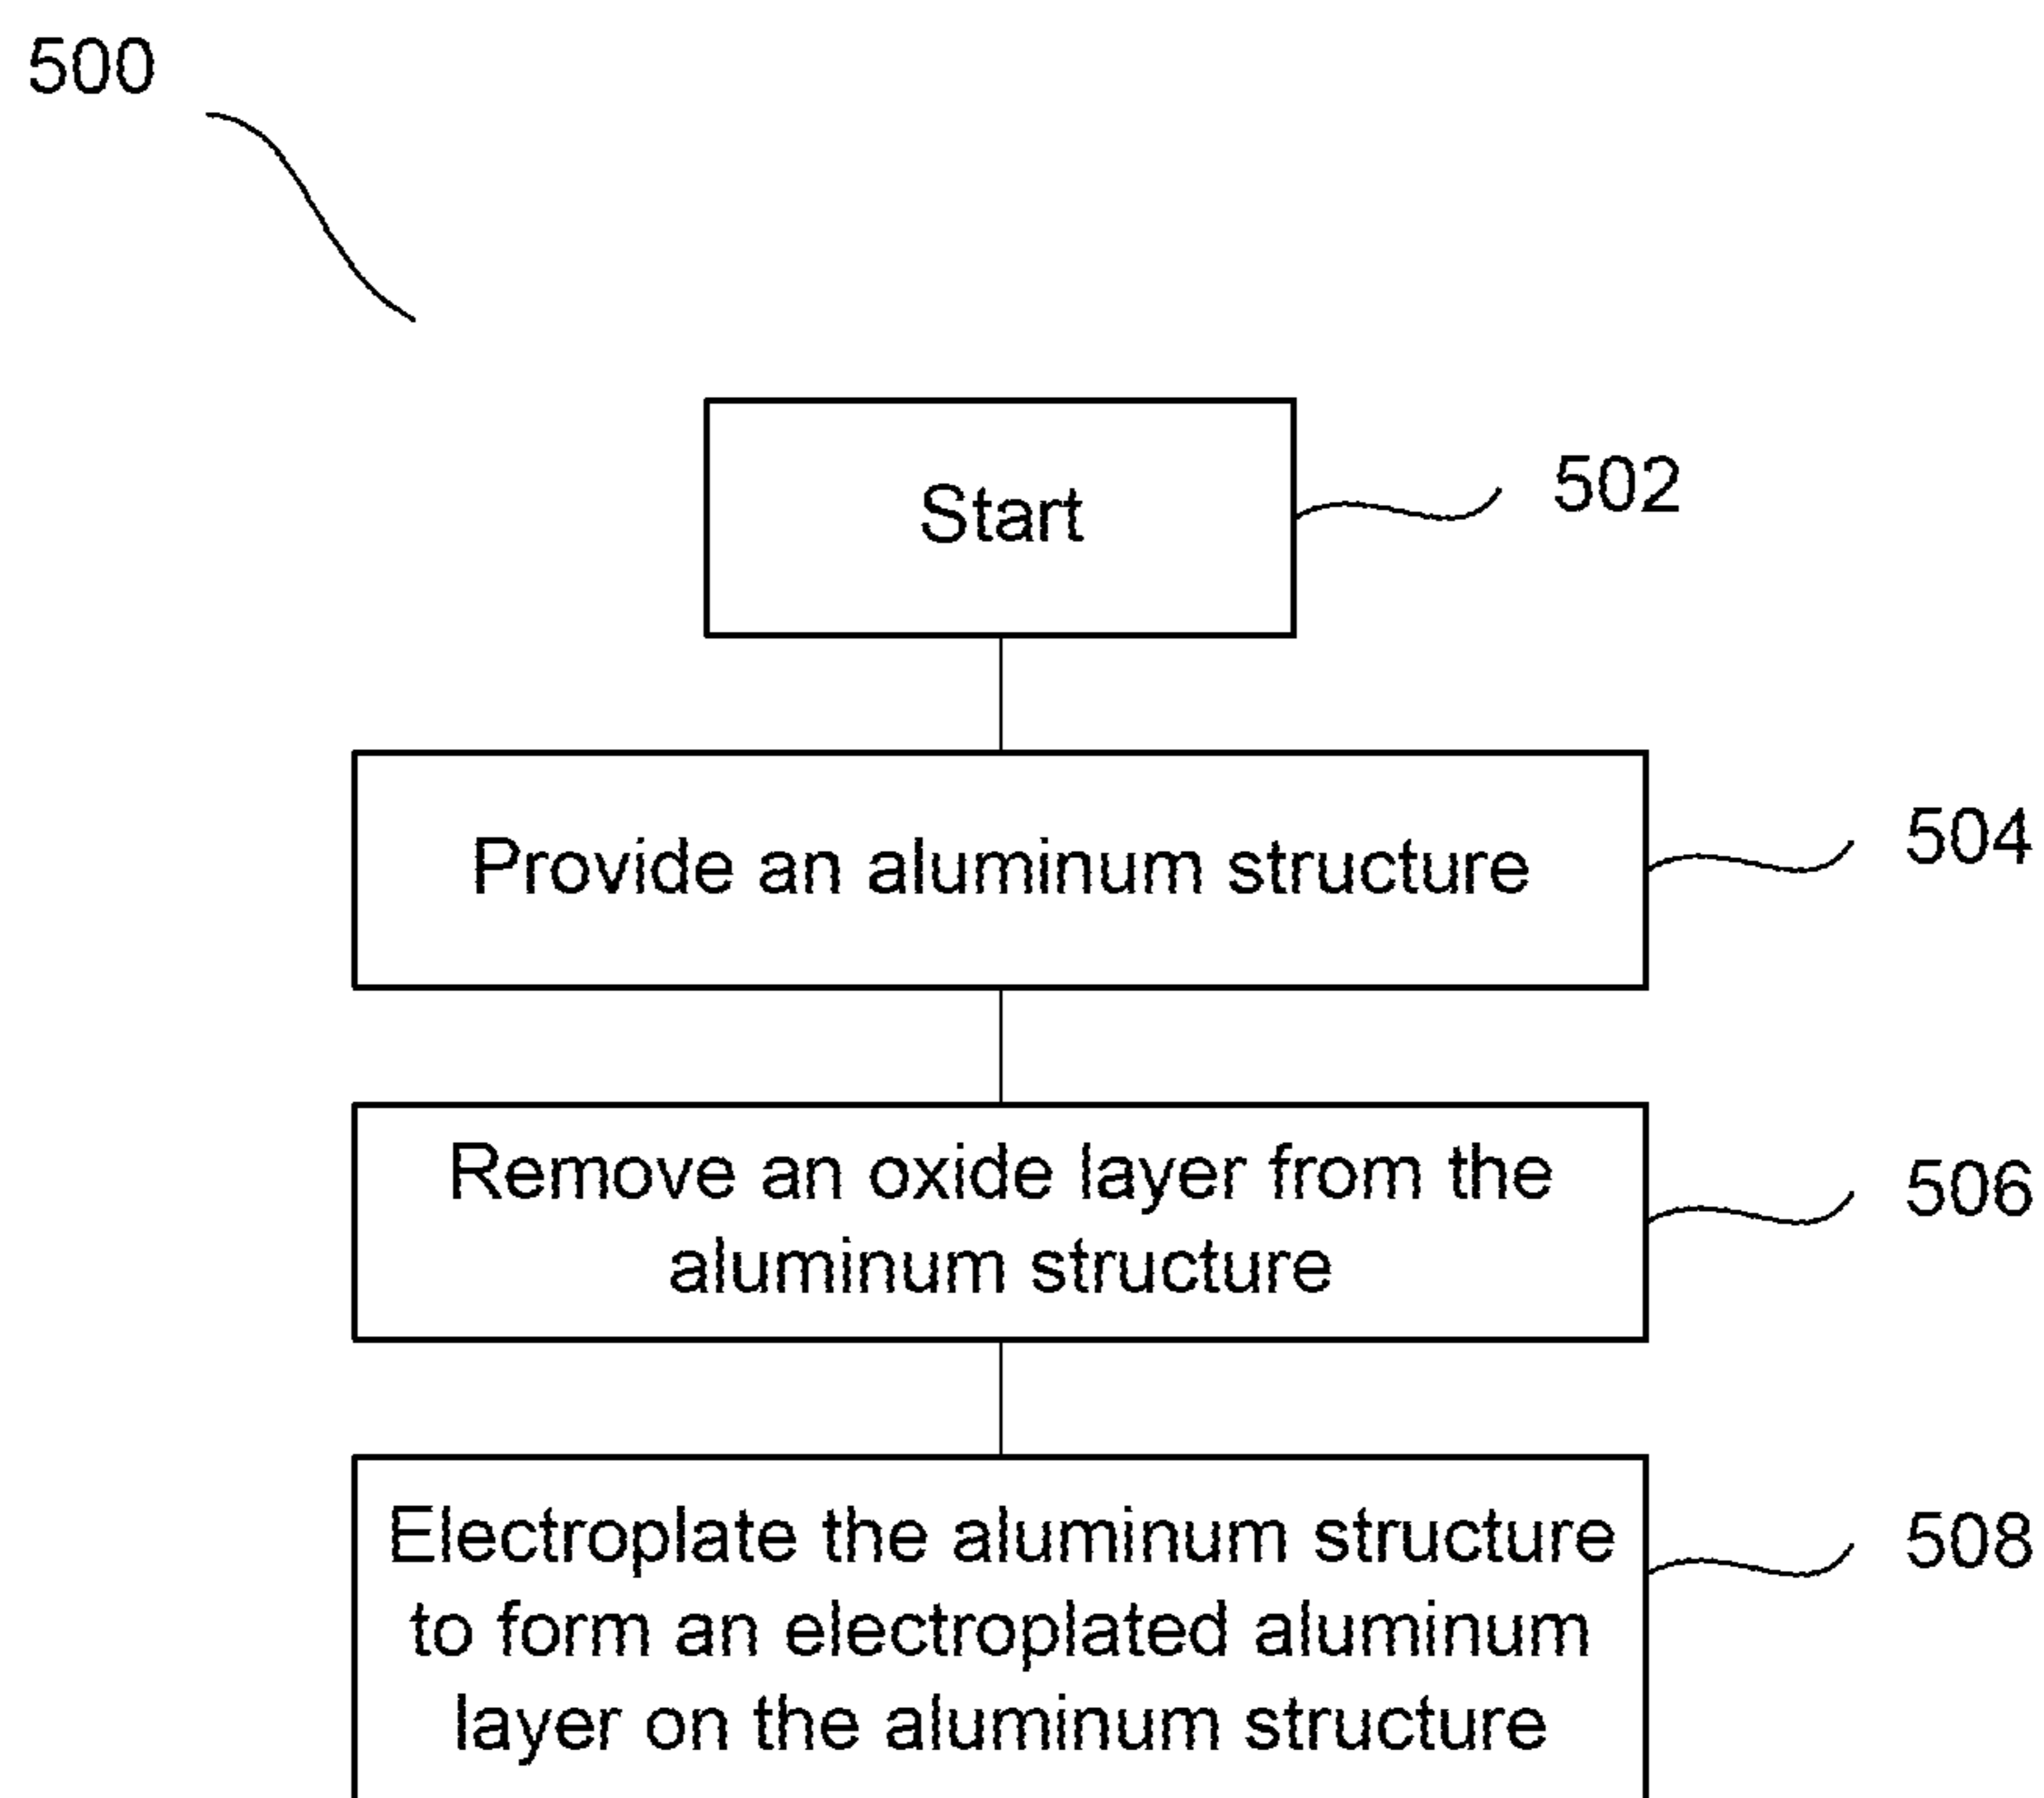 500
Start
502
Provide an aluminum structure
504
Remove an oxide layer from the
aluminum structure
506
Electroplate the aluminum structure
to form an electroplated aluminum
layer on the aluminum structure
508